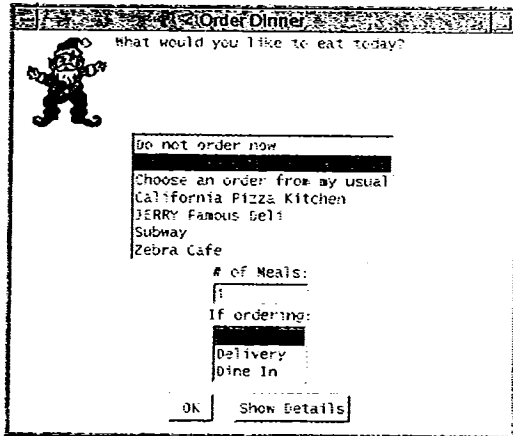 Order Dinner
What would you like to eat today?
Do not order now
Choose an order from my usual
California Pizza Kitchen
JERRY Famous Deli
Subway
Zebra Cafe
# of Meals:
1
If ordering:
Delivery
Dine In
OK Show Details